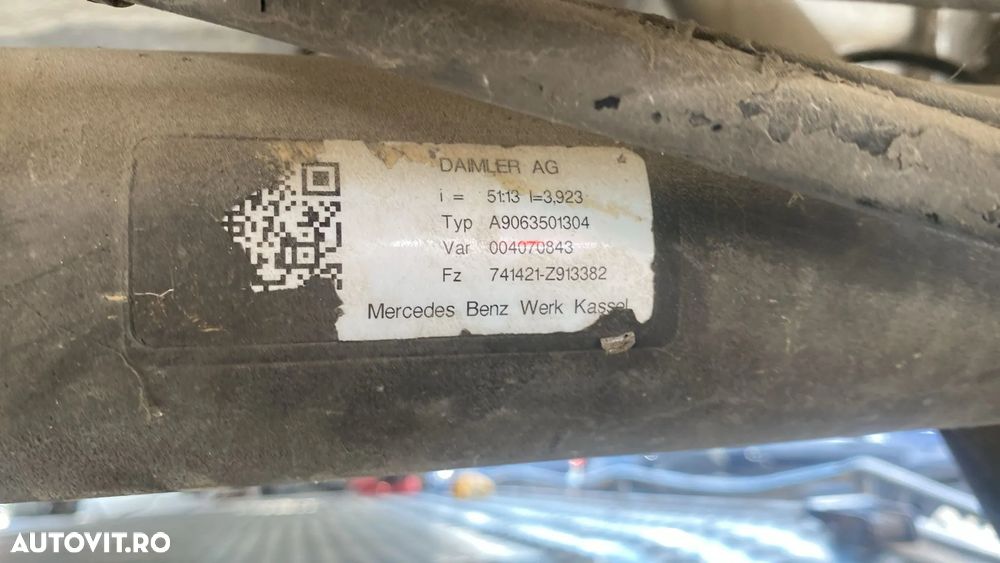 DAIMLER AG
i = 51:13 I=3,923
Typ A9063501304
Var 004070843
Fz 741421-Z913382
Mercedes Benz Werk Kassel
AUTOVIT.RO